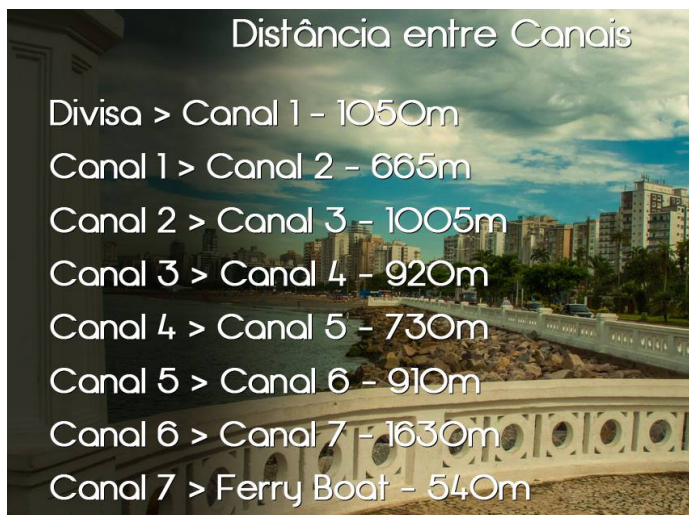 Distância entre Canais
Divisa > Canal 1 - 1050m
Canal 1 > Canal 2 - 665m
Canal 2 > Canal 3 - 1005m
Canal 3 > Canal 4 - 920m
Canal 4 > Canal 5 - 730m
Canal 5 > Canal 6 - 910m
Canal 6 > Canal 7 - 1630m
Canal 7 > Ferry Boat - 540m